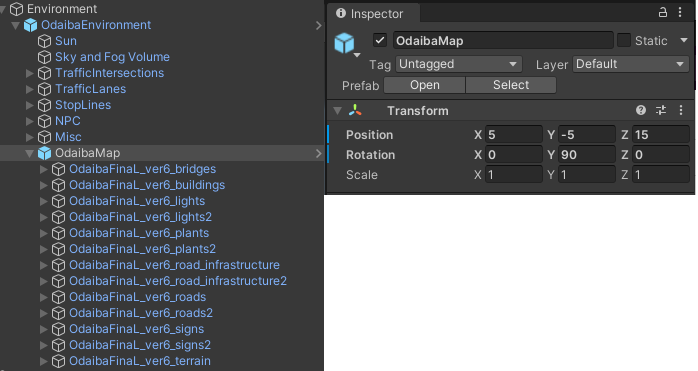 Environment
OdaibaEnvironment
Sun
Sky and Fog Volume
TrafficIntersections
TrafficLanes
StopLines
NPC
Misc
OdaibaMap
OdaibaFinaL_ver6_bridges
OdaibaFinaL_ver6_buildings
OdaibaFinaL_ver6_lights
OdaibaFinaL_ver6_lights2
OdaibaFinaL_ver6_plants
OdaibaFinaL_ver6_plants2
OdaibaFinaL_ver6_road_infrastructure
OdaibaFinaL_ver6_road_infrastructure2
OdaibaFinaL_ver6_roads
OdaibaFinaL_ver6_roads2
OdaibaFinaL_ver6_signs
OdaibaFinaL_ver6_signs2
OdaibaFinaL_ver6_terrain
Inspector
OdaibaMap Static
Tag Untagged Layer Default
Prefab Open Select
Transform
Position X 5 Y -5 Z 15
Rotation X 0 Y 90 Z 0
Scale X 1 Y 1 Z 1